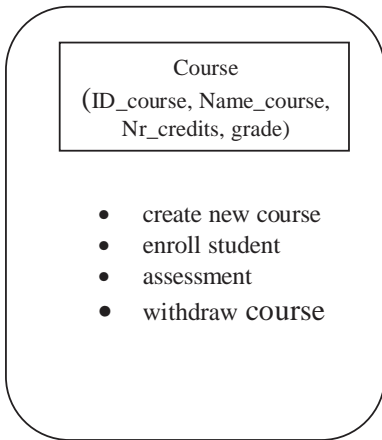 Course
(ID_course, Name_course,
Nr_credits, grade)
• create new course
• enroll student
• assessment
• withdraw course